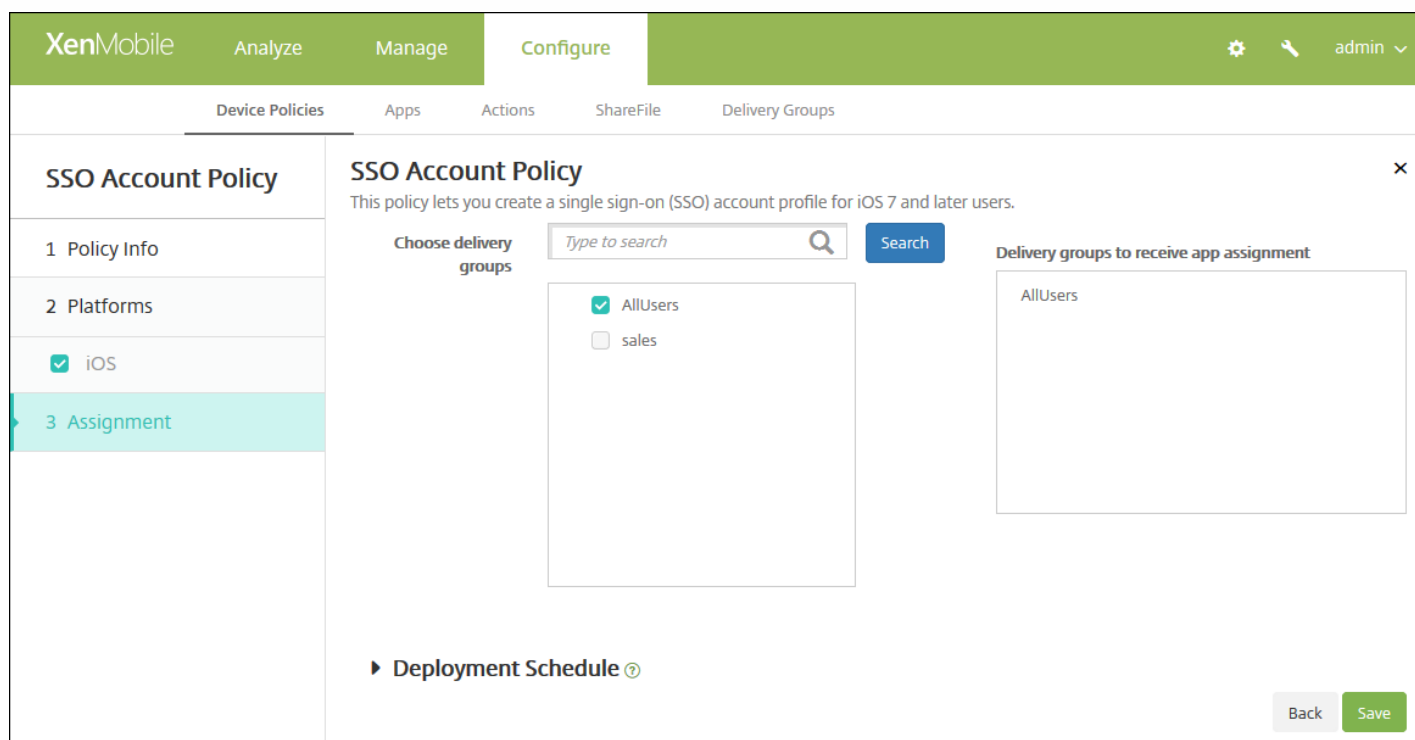 XenMobile Analyze Manage Configure admin
Device Policies Apps Actions ShareFile Delivery Groups
SSO Account Policy
1 Policy Info
2 Platforms
iOS
3 Assignment
SSO Account Policy
This policy lets you create a single sign-on (SSO) account profile for iOS 7 and later users.
Choose delivery
groups
Type to search
Search
AllUsers
sales
Delivery groups to receive app assignment
AllUsers
Deployment Schedule ?
Back Save